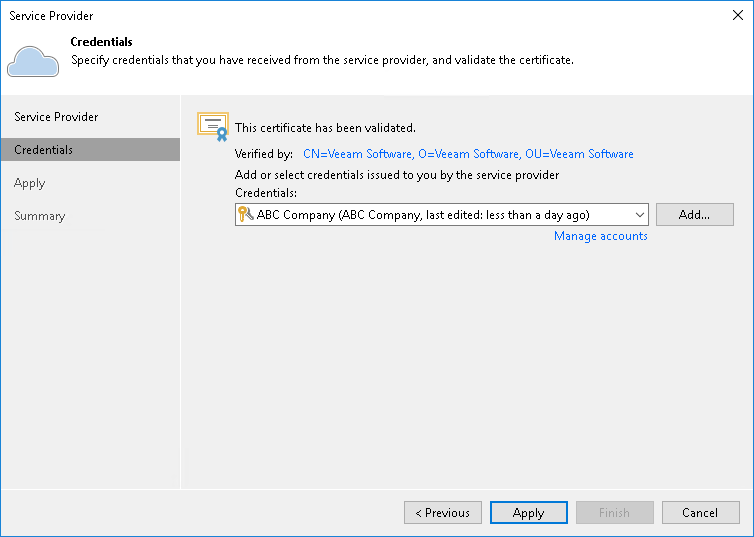 Service Provider
Credentials
Specify credentials that you have received from the service provider, and validate the certificate.
Service Provider
Credentials
Apply
Summary
This certificate has been validated.
Verified by: CN=Veeam Software, O=Veeam Software, OU=Veeam Software
Add or select credentials issued to you by the service provider
Credentials:
ABC Company (ABC Company, last edited: less than a day ago)
Add...
Manage accounts
< Previous
Apply
Finish
Cancel